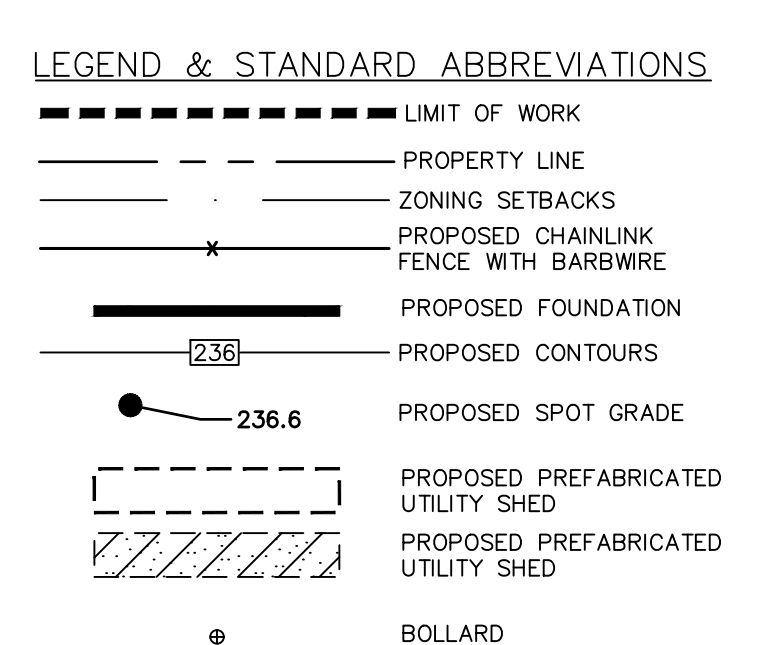 LEGEND & STANDARD ABBREVIATIONS
LIMIT OF WORK
PROPERTY LINE
ZONING SETBACKS
PROPOSED CHAINLINK
FENCE WITH BARBWIRE
PROPOSED FOUNDATION
236 PROPOSED CONTOURS
236.6 PROPOSED SPOT GRADE
PROPOSED PREFABRICATED
UTILITY SHED
PROPOSED PREFABRICATED
UTILITY SHED
BOLLARD